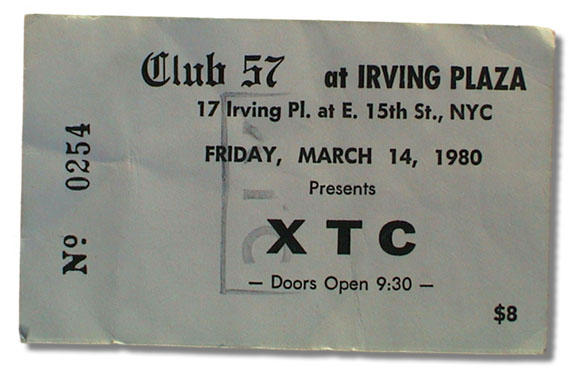 Club 57 at IRVING PLAZA
17 Irving Pl. at E. 15th St., NYC
FRIDAY, MARCH 14, 1980
Presents
XTC
— Doors Open 9:30 —
$8
Nº 0254